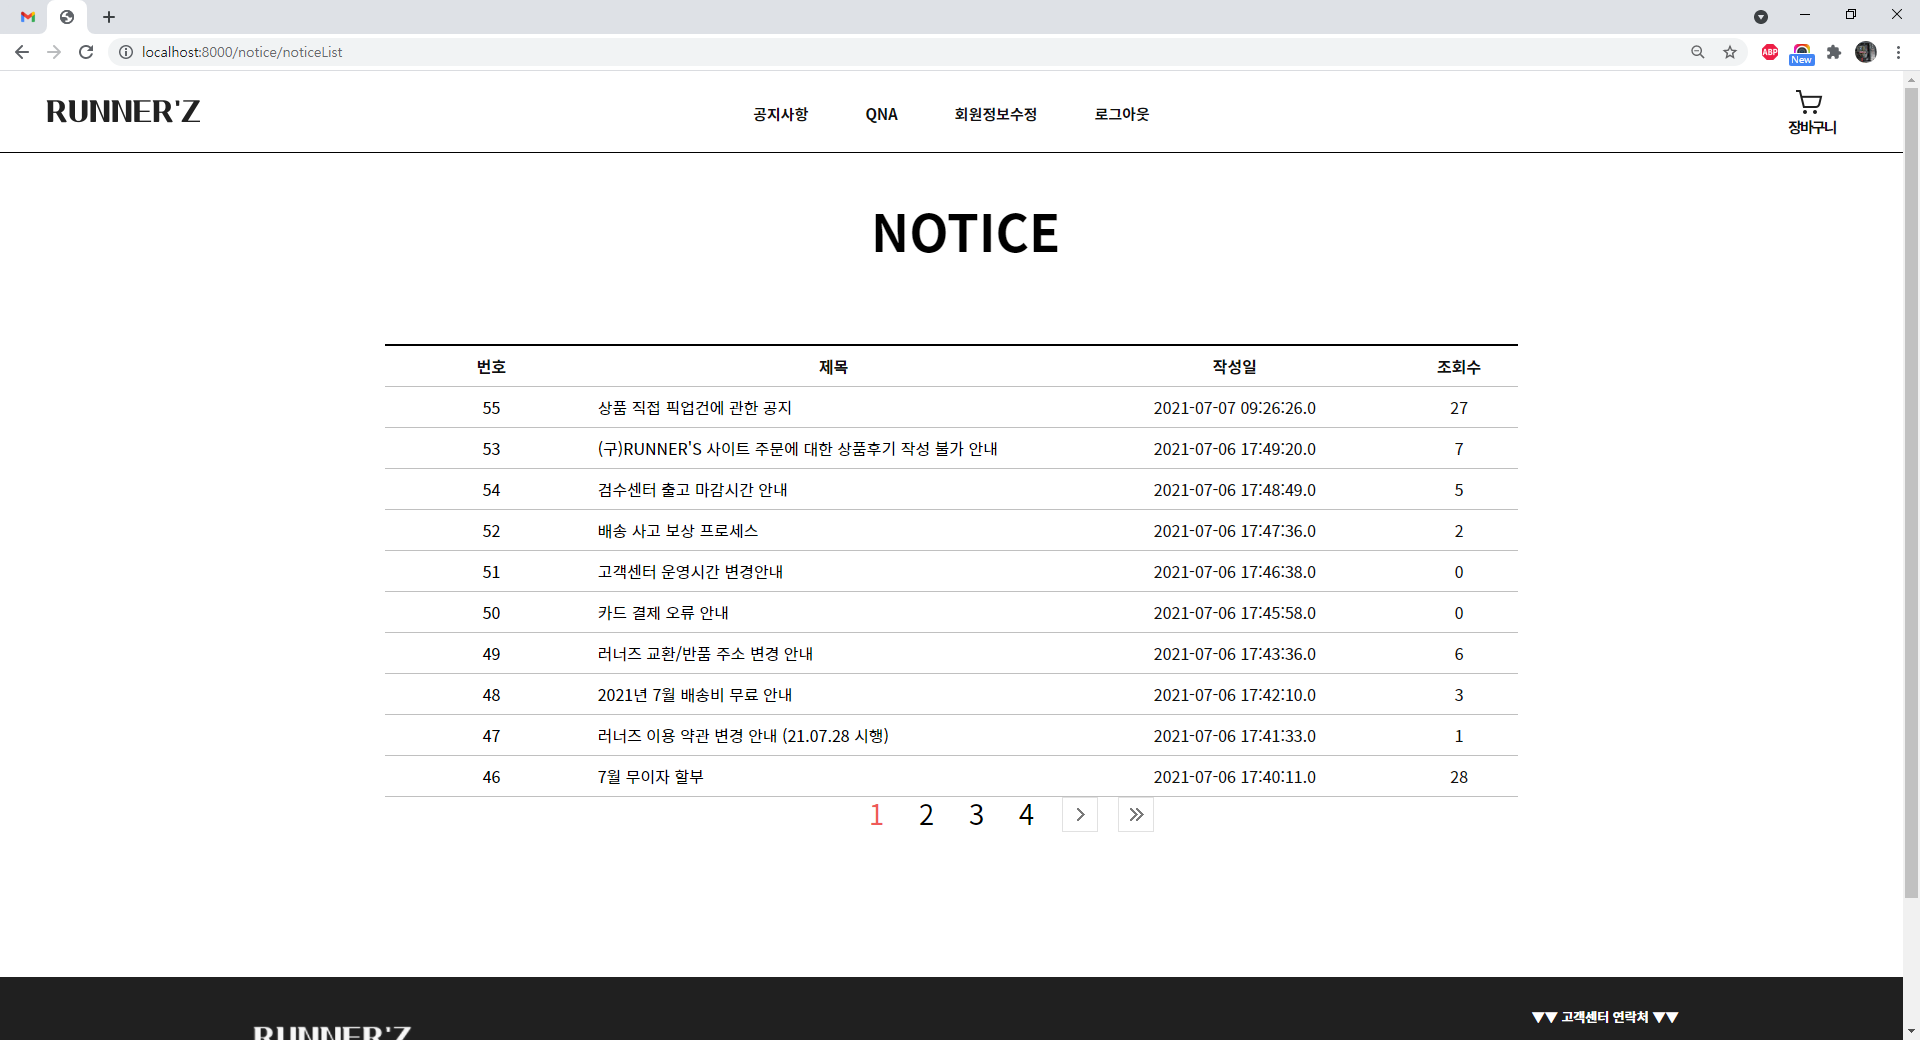 localhost:8000/notice/noticeList
ABP
New
RUNNER'Z
공지사항 QNA 회원정보수정 로그아웃
장바구니
NOTICE
번호 제목 작성일 조회수
55 상품 직접 픽업건에 관한 공지 2021-07-07 09:26:26.0 27
53 (구)RUNNER'S 사이트 주문에 대한 상품후기 작성 불가 안내 2021-07-06 17:49:20.0 7
54 검수센터 출고 마감시간 안내 2021-07-06 17:48:49.0 5
52 배송 사고 보상 프로세스 2021-07-06 17:47:36.0 2
51 고객센터 운영시간 변경안내 2021-07-06 17:46:38.0 0
50 카드 결제 오류 안내 2021-07-06 17:45:58.0 0
49 러너즈 교환/반품 주소 변경 안내 2021-07-06 17:43:36.0 6
48 2021년 7월 배송비 무료 안내 2021-07-06 17:42:10.0 3
47 러너즈 이용 약관 변경 안내 (21.07.28 시행) 2021-07-06 17:41:33.0 1
46 7월 무이자 할부 2021-07-06 17:40:11.0 28
1 2 3 4
▼▼ 고객센터 연락처 ▼▼
RUNNER'Z